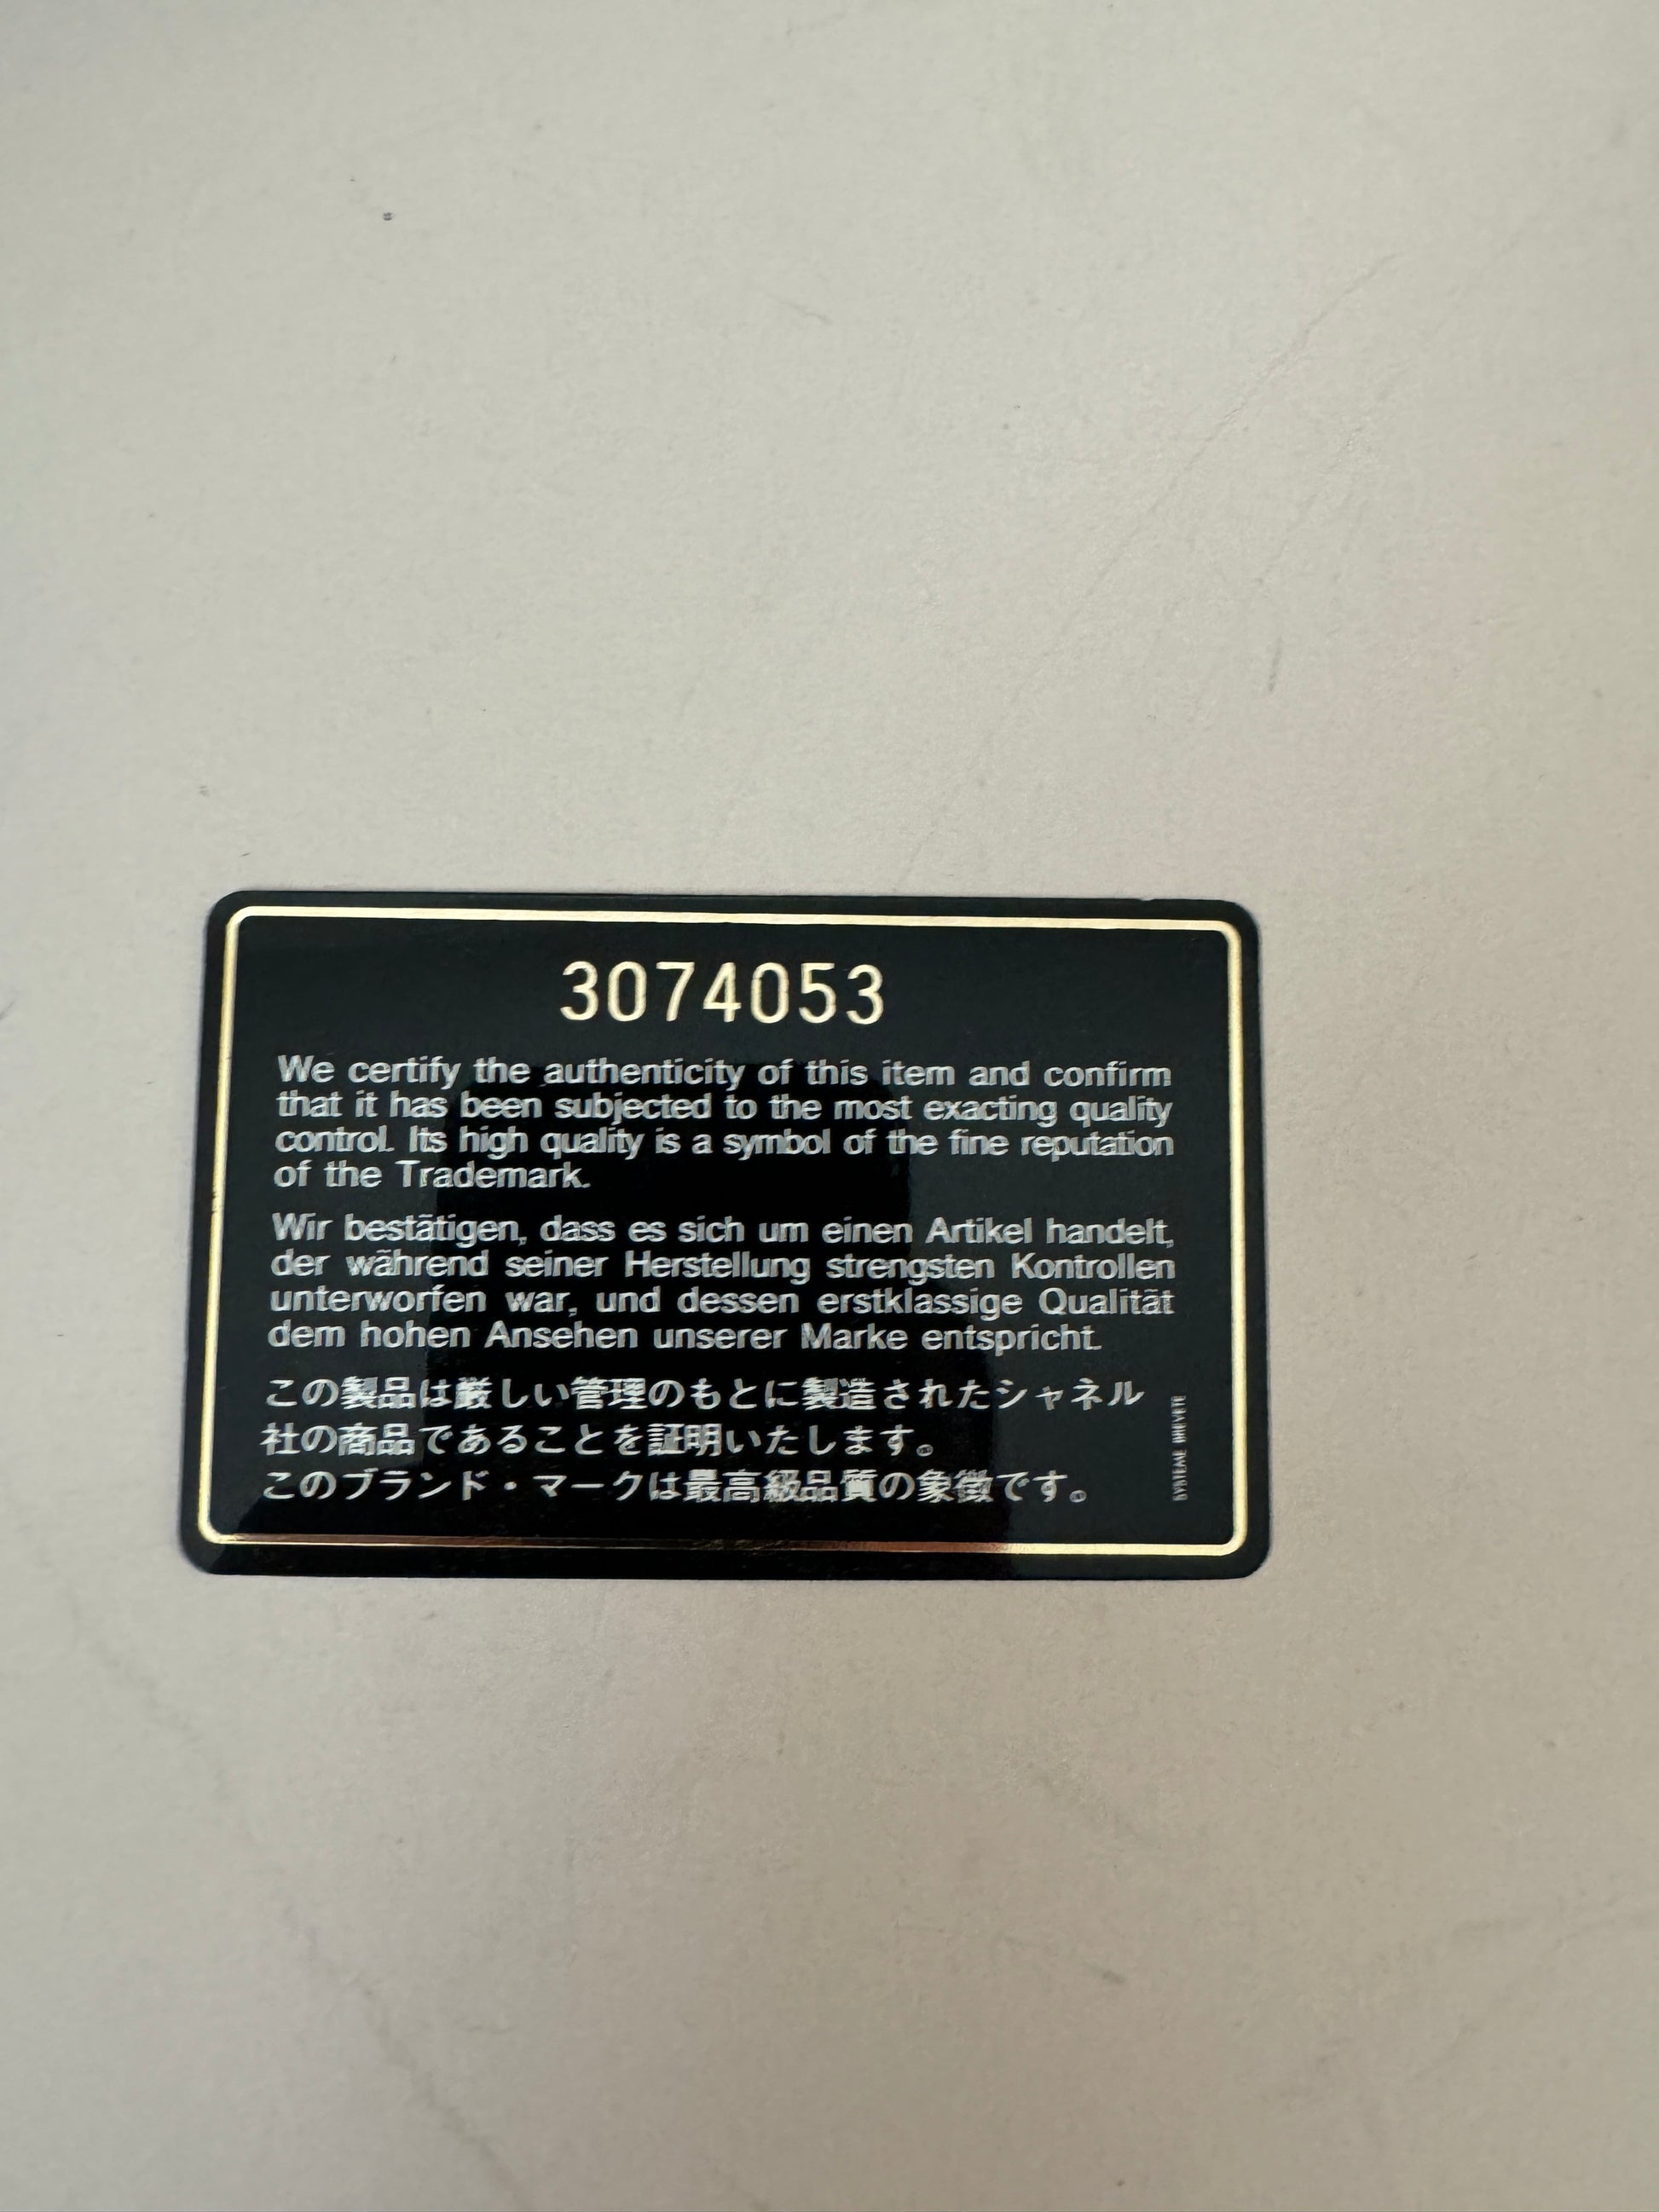 3074053
We certify the authenticity of this item and confirm
that it has been subjected to the most exacting quality
control. Its high quality is a symbol of the fine reputation
of the Trademark.
Wir bestätigen, dass es sich um einen Artikel handelt,
der während seiner Herstellung strengsten Kontrollen
unterworfen war, und dessen erstklassige Qualität
dem hohen Ansehen unserer Marke entspricht.
この製品は厳しい管理のもとに製造されたシャネル
社の商品であることを証明いたします。
このブランド・マークは最高級品質の象徴です。
SYSTEME BREVETE